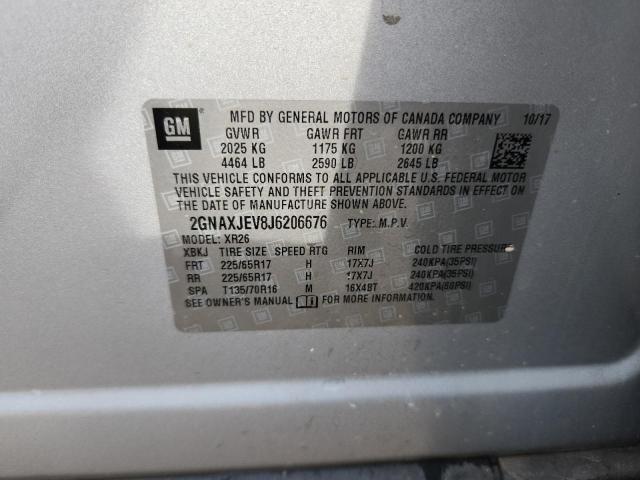 GM
MFD BY GENERAL MOTORS OF CANADA COMPANY 10/17
GVWR GAWR FRT GAWR RR
2025 KG 1175 KG 1200 KG
4464 LB 2590 LB 2645 LB
THIS VEHICLE CONFORMS TO ALL APPLICABLE U.S. FEDERAL MOTOR
VEHICLE SAFETY AND THEFT PREVENTION STANDARDS IN EFFECT ON
THE DATE OF MANUFACTURE SHOWN ABOVE.
2GNAXJEV8J6206676 TYPE: M.P.V.
MODEL: XR26
XBKJ TIRE SIZE SPEED RTG RIM COLD TIRE PRESSURE
FRT 225/65R17 H 17X7J 240KPA(35PSI)
RR 225/65R17 H 17X7J 240KPA(35PSI)
SPA T135/70R16 M 16X4BT 420KPA(60PSI)
SEE OWNER'S MANUAL FOR MORE INFORMATION.